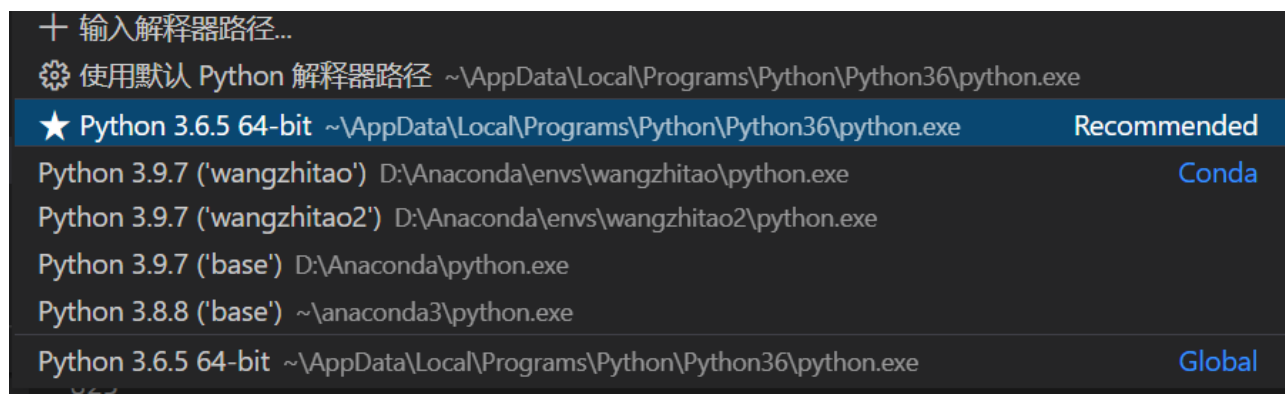 输入解释器路径...
使用默认 Python 解释器路径 ~\AppData\Local\Programs\Python\Python36\python.exe
Python 3.6.5 64-bit ~\AppData\Local\Programs\Python\Python36\python.exe Recommended
Python 3.9.7 ('wangzhitao') D:\Anaconda\envs\wangzhitao\python.exe Conda
Python 3.9.7 ('wangzhitao2') D:\Anaconda\envs\wangzhitao2\python.exe
Python 3.9.7 ('base') D:\Anaconda\python.exe
Python 3.8.8 ('base') ~\anaconda3\python.exe
Python 3.6.5 64-bit ~\AppData\Local\Programs\Python\Python36\python.exe Global